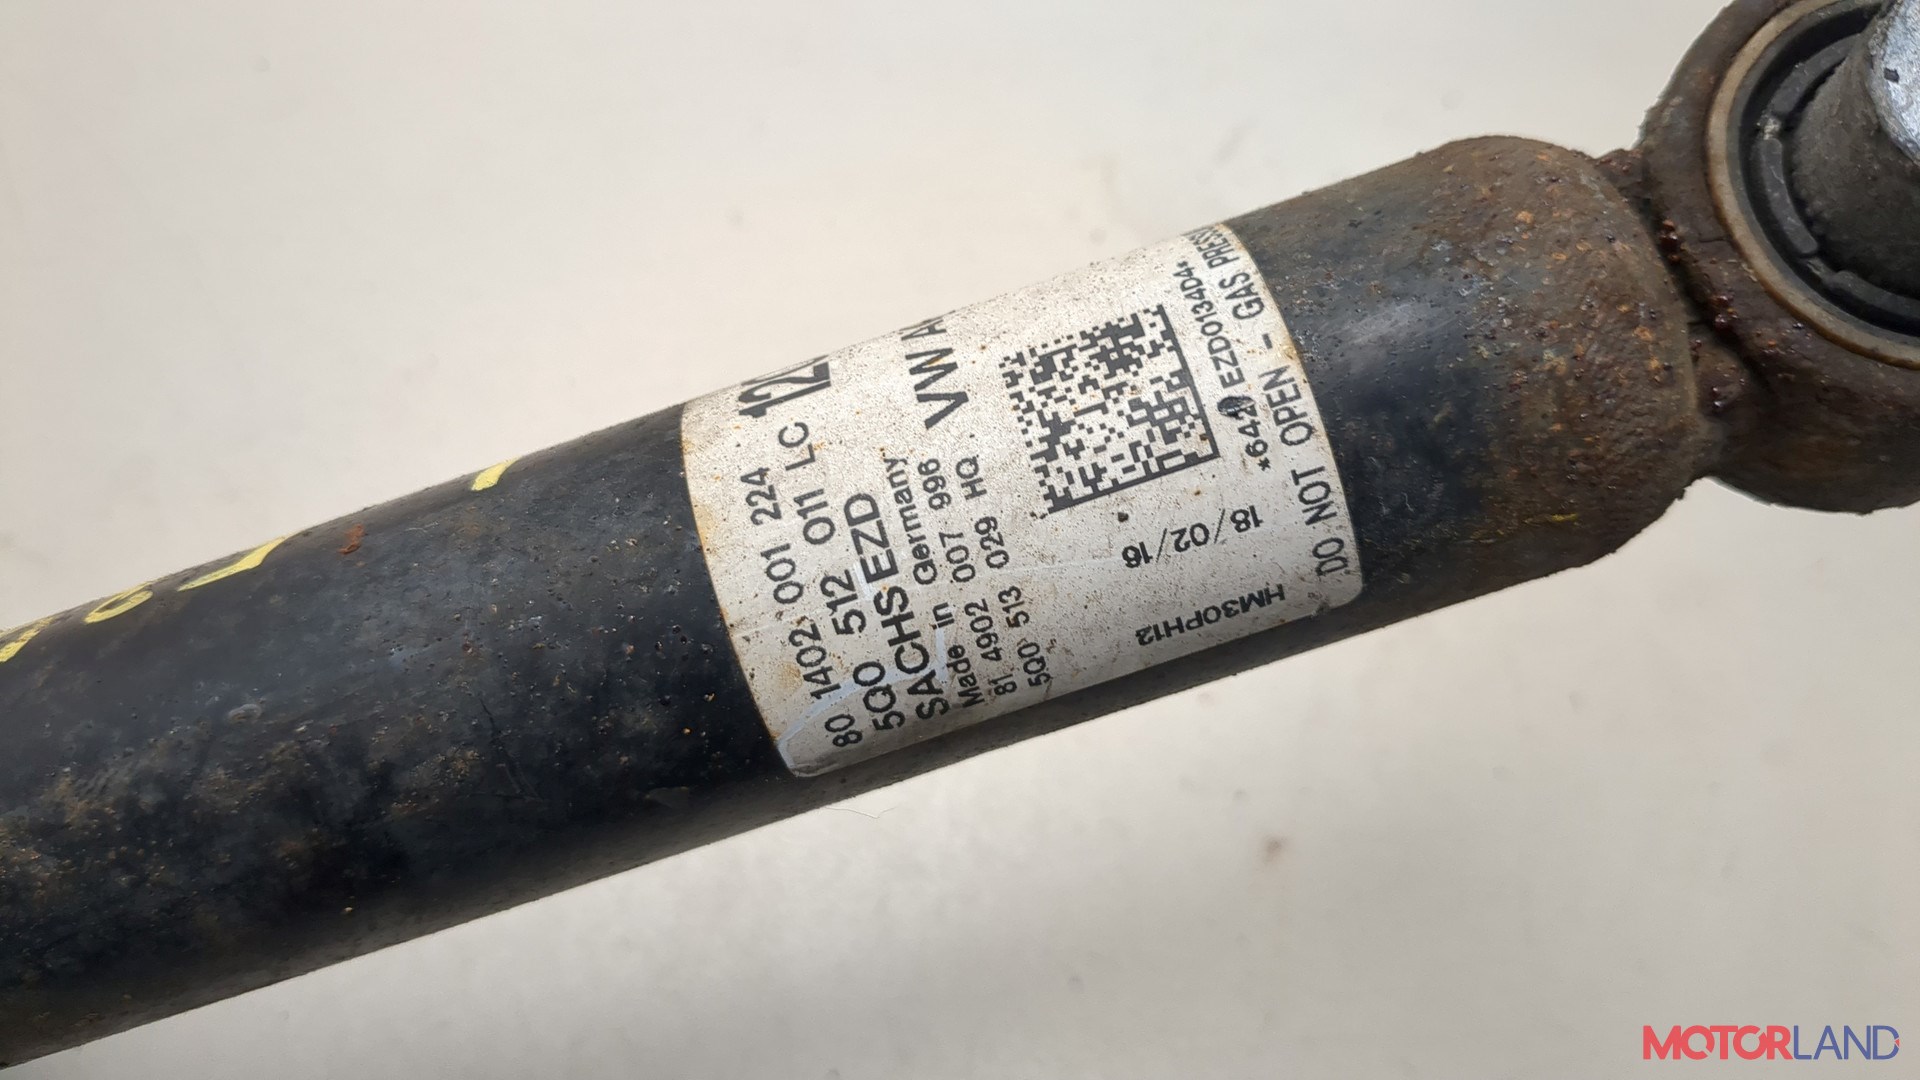 80 1402 001 224
5Q0 512 011 LC
SACHS EZD
Made in Germany
81 4902 007 996 VW
5Q0 513 029 HQ
18/02/16
HM30PH12
EZD0134D4*
DO NOT OPEN - GAS
MOTORLAND